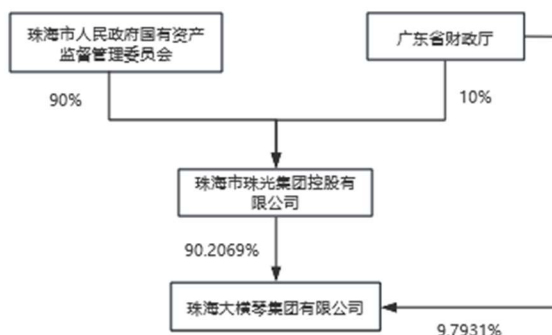 珠海市人民政府国有资产
监督管理委员会
广东省财政厅
90%
10%
珠海市珠光集团控股有
限公司
90.2069%
珠海大横琴集团有限公司
9.7931%